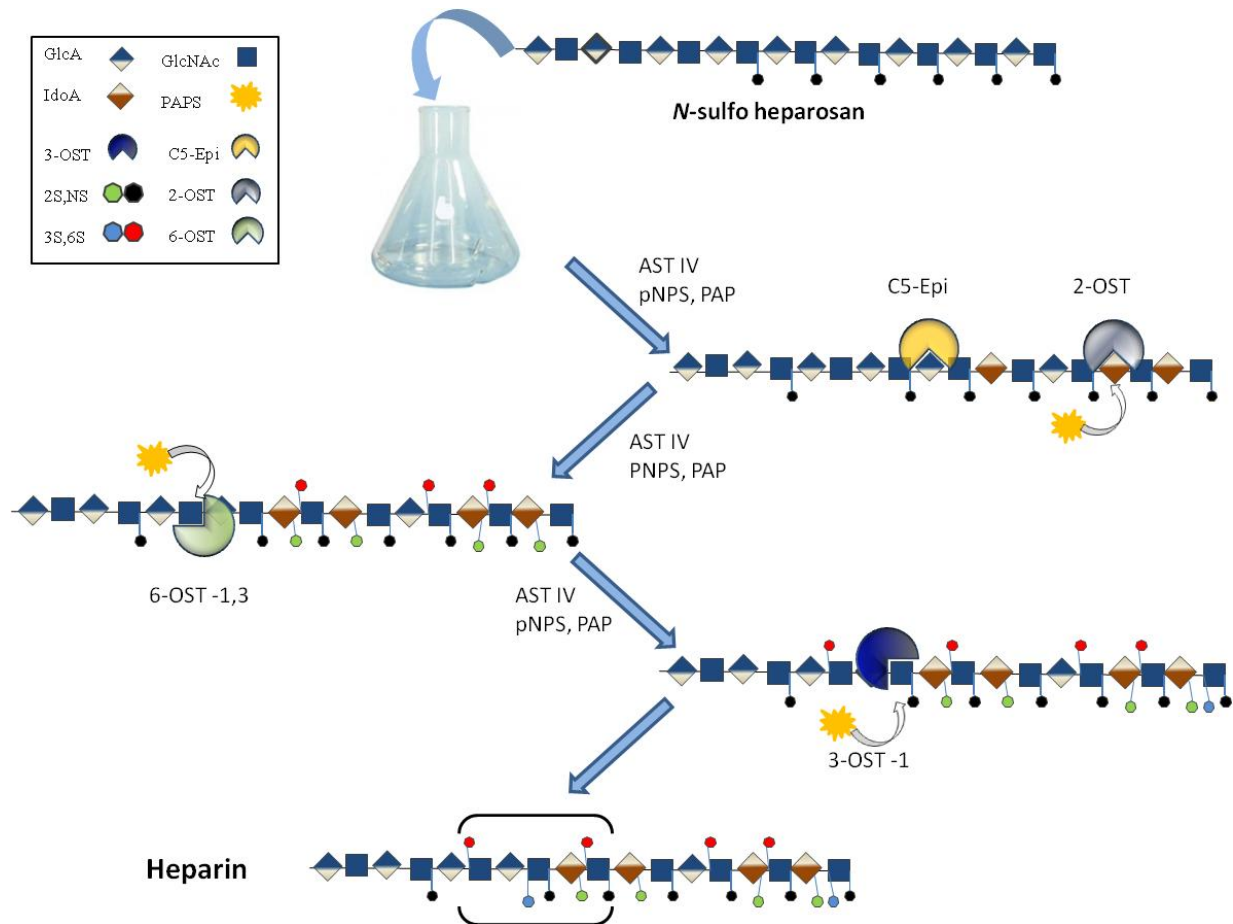 GlcA
GlcNAc
IdoA
PAPS
3-OST
C5-Epi
2S,NS
2-OST
3S,6S
6-OST
N-sulfo heparosan
AST IV
pNPS, PAP
C5-Epi
2-OST
AST IV
PNPS, PAP
6-OST -1,3
AST IV
pNPS, PAP
3-OST -1
Heparin